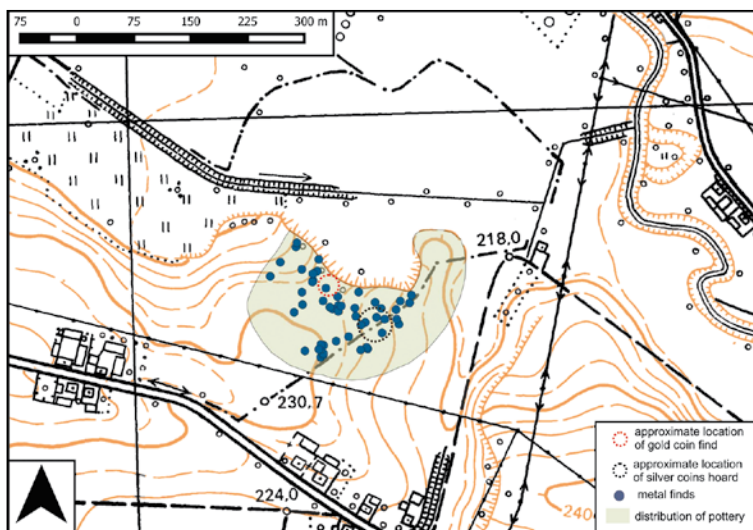 75 0 75 150 225 300 m
218,0
230,7
224,0
240
approximate location
of gold coin find
approximate location
of silver coins hoard
metal finds
distribution of pottery